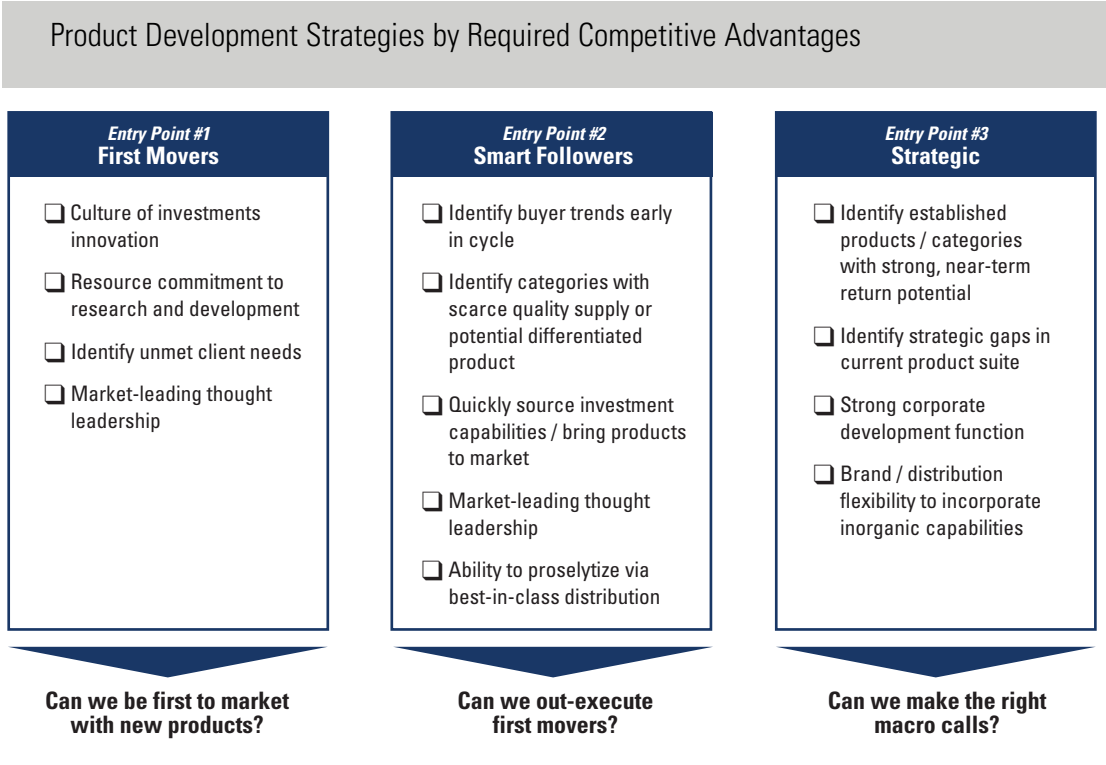 Product Development Strategies by Required Competitive Advantages
Entry Point #1
First Movers
❏ Culture of investments
innovation
❏ Resource commitment to
research and development
❏ Identify unmet client needs
❏ Market-leading thought
leadership
Can we be first to market
with new products?
Entry Point #2
Smart Followers
❏ Identify buyer trends early
in cycle
❏ Identify categories with
scarce quality supply or
potential differentiated
product
❏ Quickly source investment
capabilities / bring products
to market
❏ Market-leading thought
leadership
❏ Ability to proselytize via
best-in-class distribution
Can we out-execute
first movers?
Entry Point #3
Strategic
❏ Identify established
products / categories
with strong, near-term
return potential
❏ Identify strategic gaps in
current product suite
❏ Strong corporate
development function
❏ Brand / distribution
flexibility to incorporate
inorganic capabilities
Can we make the right
macro calls?